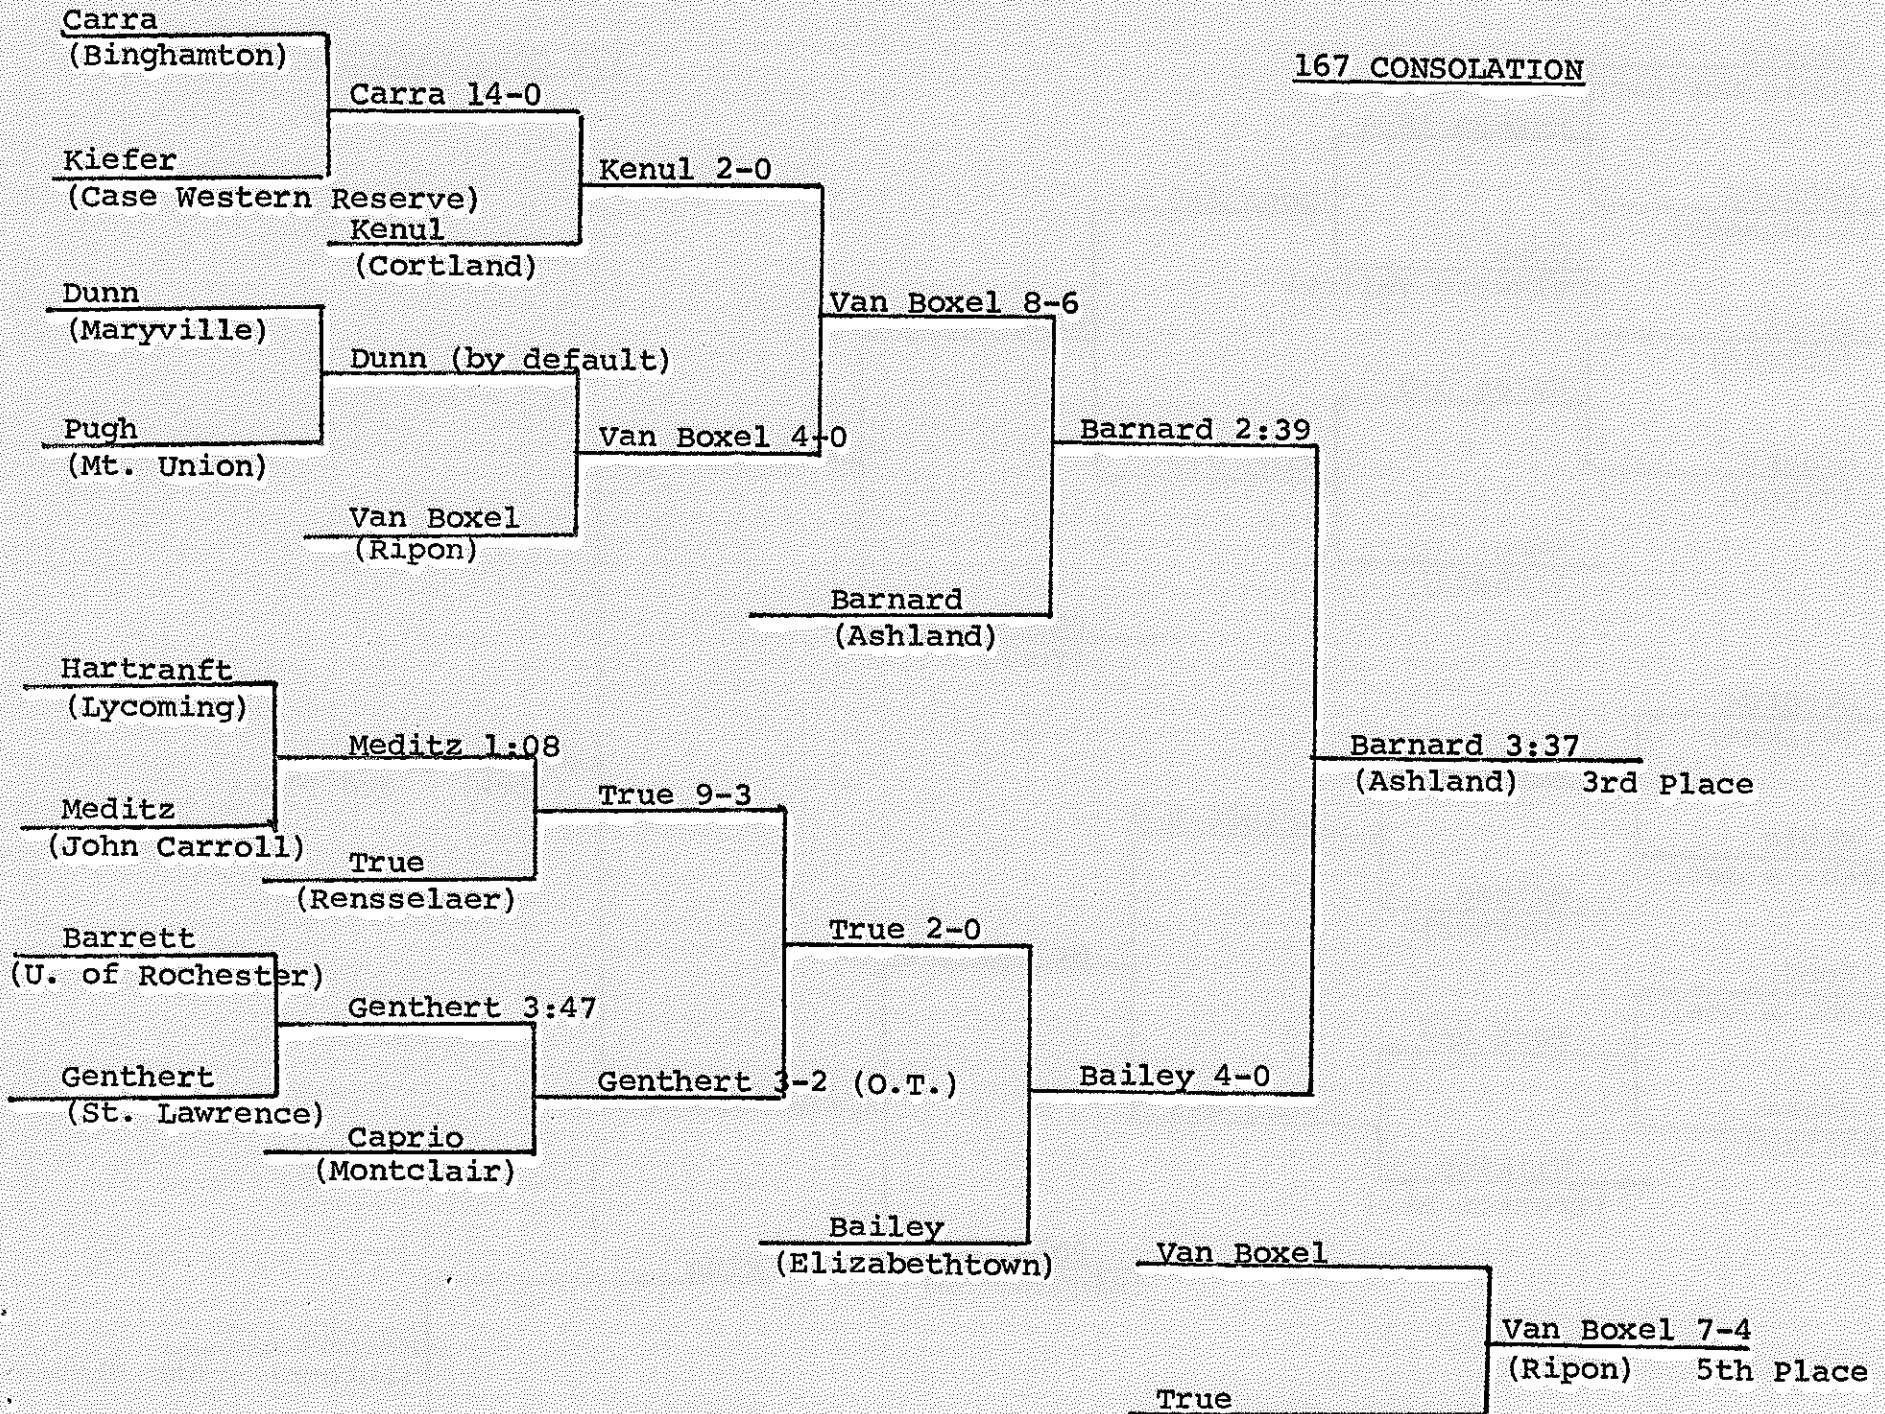 167 CONSOLATION
Carra
(Binghamton)
Carra 14-0
Kiefer
(Case Western Reserve)
Kenul 2-0
Kenul
(Cortland)
Dunn
(Maryville)
Van Boxel 8-6
Dunn (by default)
Pugh
(Mt. Union)
Van Boxel 4-0
Barnard 2:39
Van Boxel
(Ripon)
Barnard
(Ashland)
Hartranft
(Lycoming)
Meditz 1:08
Barnard 3:37
(Ashland) 3rd Place
Meditz
(John Carroll)
True 9-3
True
(Rensselaer)
Barrett
(U. of Rochester)
True 2-0
Genthert 3:47
Genthert
(St. Lawrence)
Genthert 3-2 (O.T.)
Bailey 4-0
Caprio
(Montclair)
Bailey
(Elizabethtown)
Van Boxel
Van Boxel 7-4
(Ripon) 5th Place
True